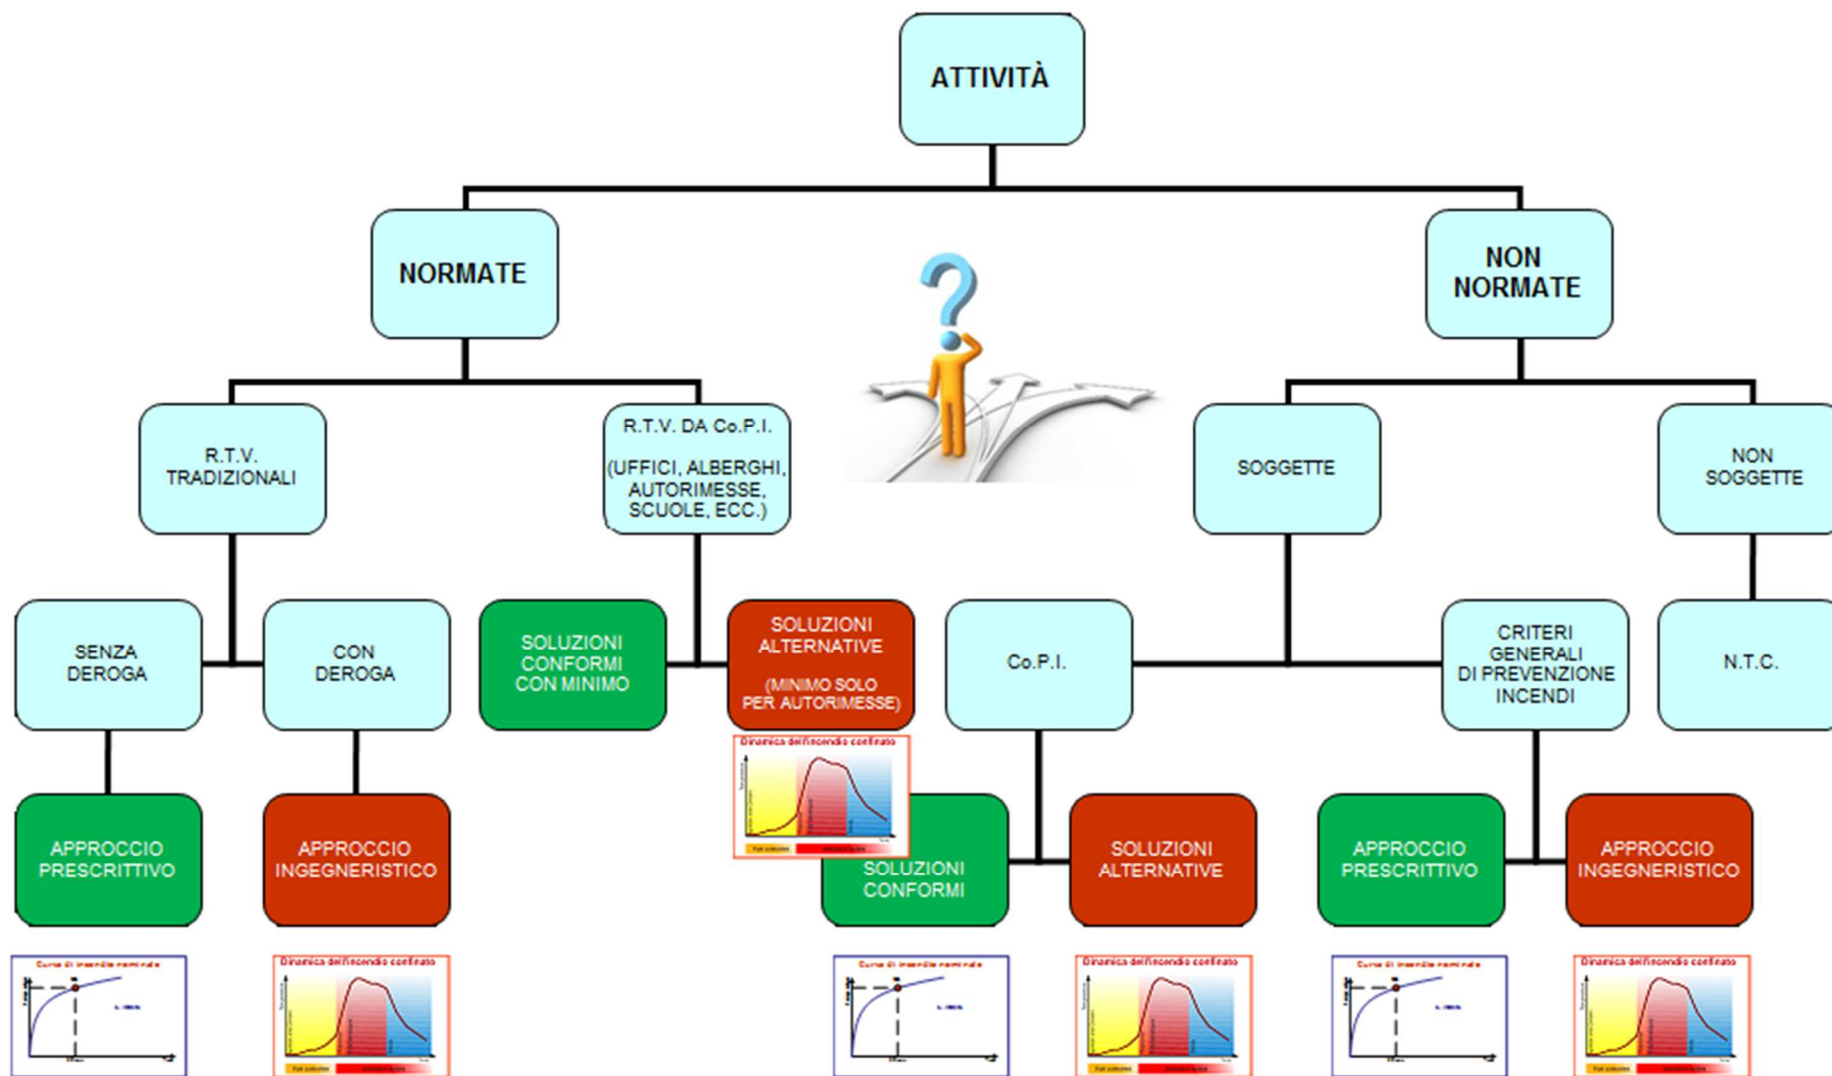 ATTIVITÀ
NORMATE
NON
NORMATE
R.T.V.
TRADIZIONALI
R.T.V. DA Co.P.I.
(UFFICI, ALBERGHI,
AUTORIMESSE,
SCUOLE, ECC.)
SOGGETTE
NON
SOGGETTE
SENZA
DEROGA
CON
DEROGA
SOLUZIONI
CONFORMI
CON MINIMO
SOLUZIONI
ALTERNATIVE
(MINIMO SOLO
PER AUTORIMESSE)
Co.P.I.
CRITERI
GENERALI
DI PREVENZIONE
INCENDI
N.T.C.
Dinamica dell'incendio confinato
APPROCCIO
PRESCRITTIVO
APPROCCIO
INGEGNERISTICO
SOLUZIONI
CONFORMI
SOLUZIONI
ALTERNATIVE
APPROCCIO
PRESCRITTIVO
APPROCCIO
INGEGNERISTICO
Curva di incendio nominale
Dinamica dell'incendio confinato
Curva di incendio nominale
Dinamica dell'incendio confinato
Curva di incendio nominale
Dinamica dell'incendio confinato